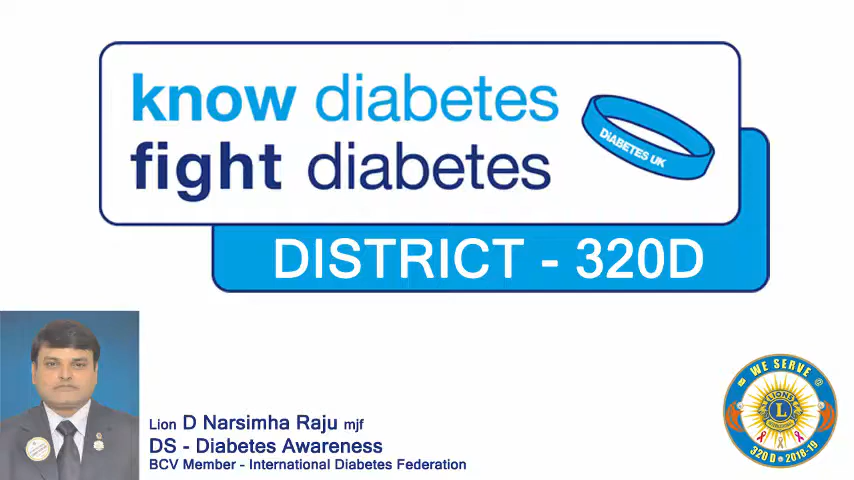 know diabetes
fight diabetes
DIABETES UK
DISTRICT - 320D
Lion D Narsimha Raju mjf
DS - Diabetes Awareness
BCV Member - International Diabetes Federation
WE SERVE
LIONS
L
320 D 2018-19